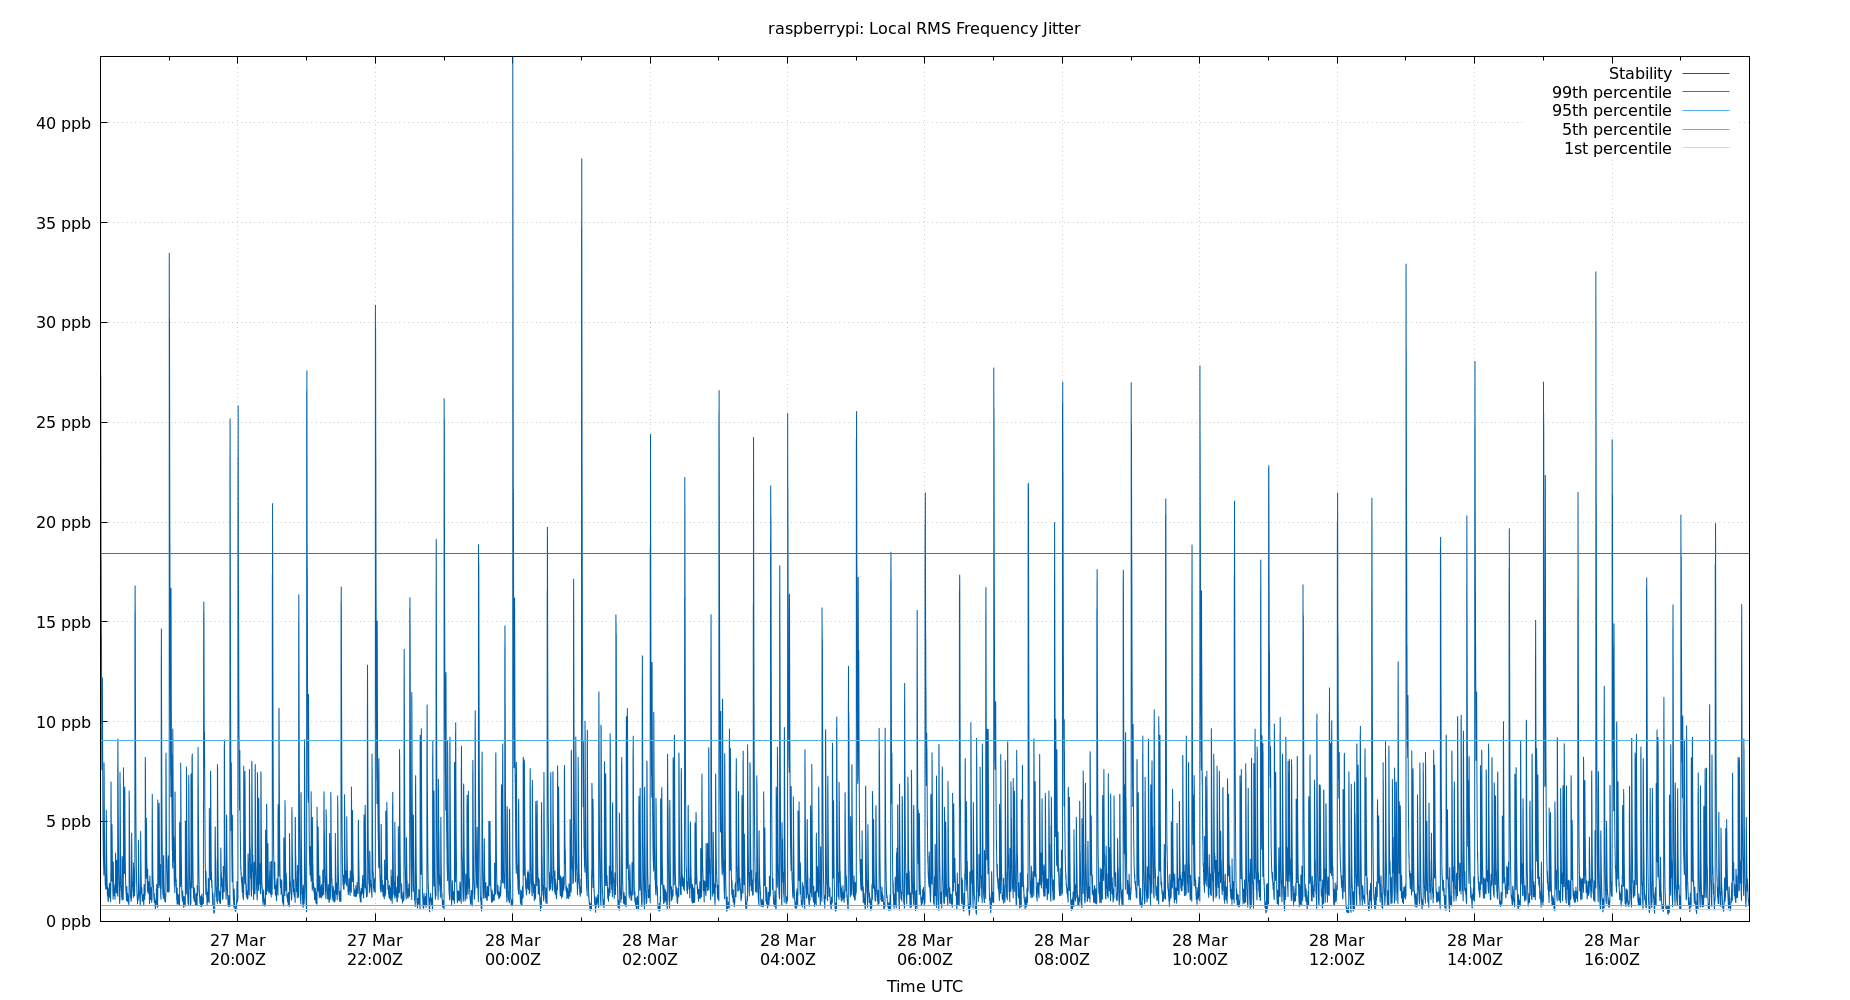 raspberrypi: Local RMS Frequency Jitter
Stability
99th percentile
95th percentile
5th percentile
1st percentile
40 ppb
35 ppb
30 ppb
25 ppb
20 ppb
15 ppb
10 ppb
5 ppb
0 ppb
27 Mar 27 Mar 28 Mar 28 Mar 28 Mar 28 Mar 28 Mar 28 Mar 28 Mar 28 Mar 28 Mar
20:00Z 22:00Z 00:00Z 02:00Z 04:00Z 06:00Z 08:00Z 10:00Z 12:00Z 14:00Z 16:00Z
Time UTC